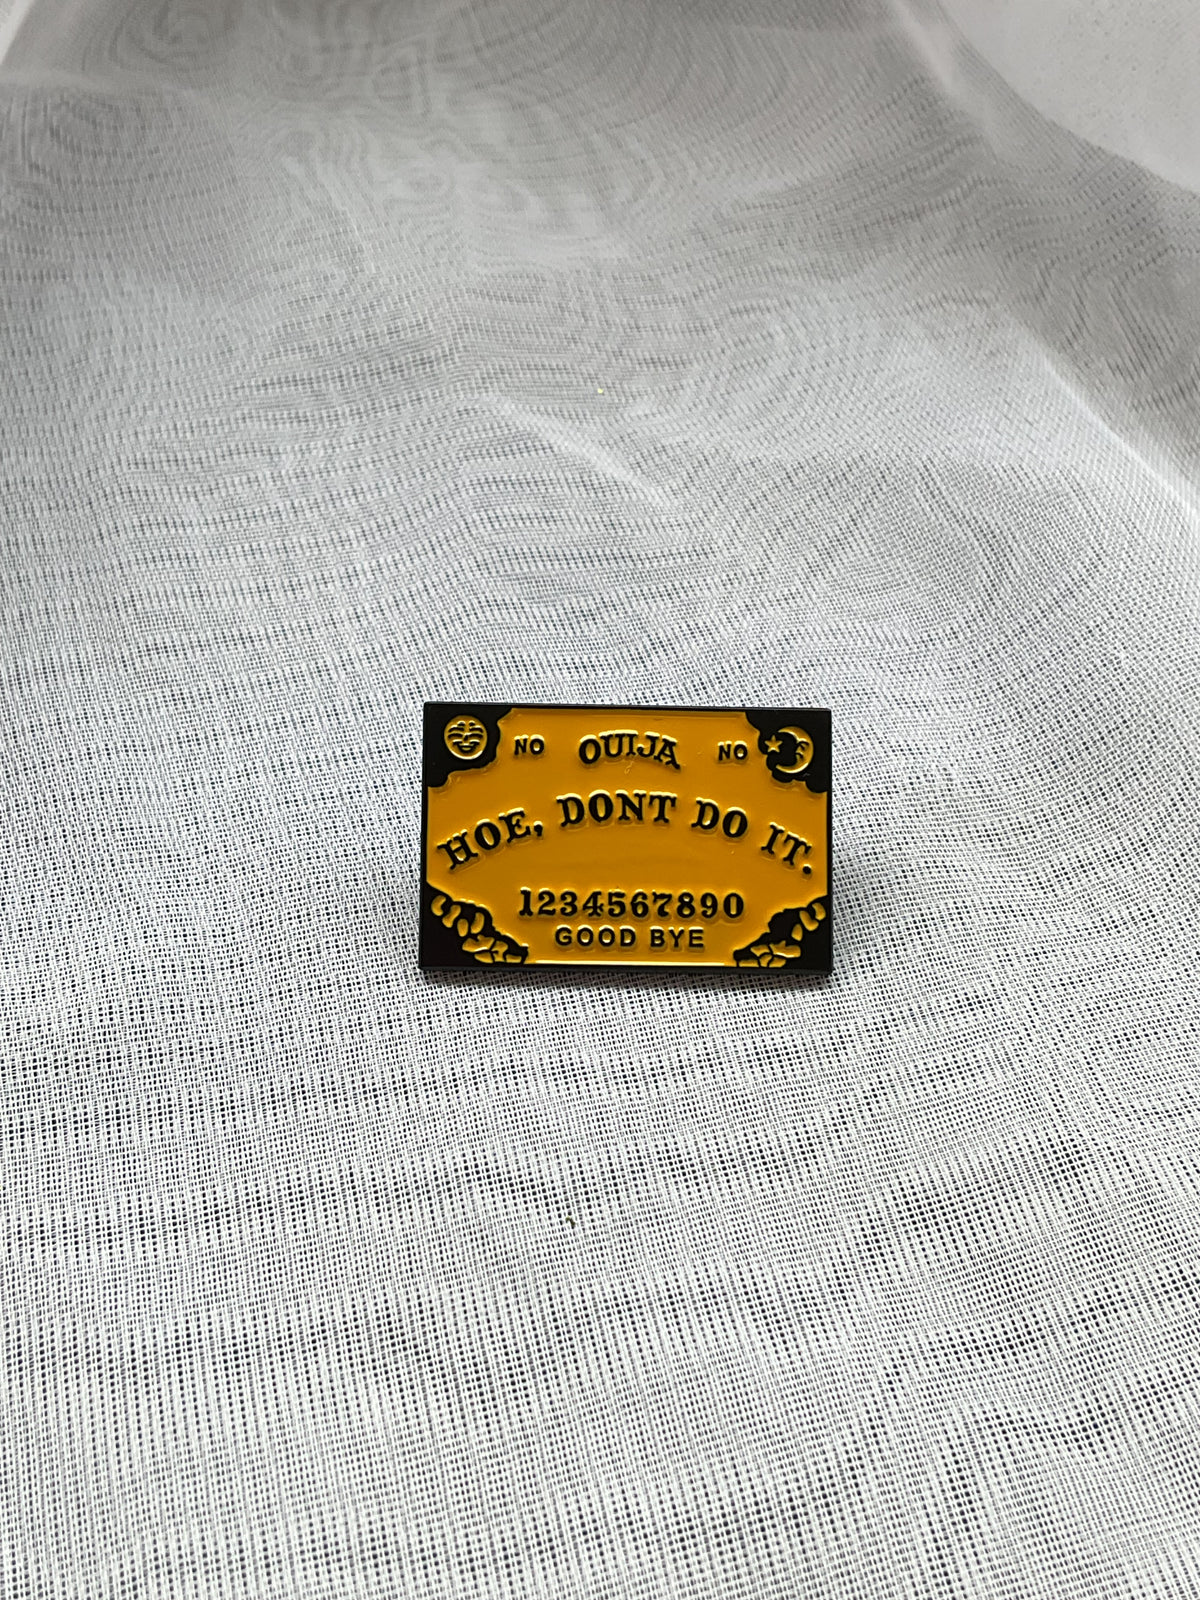 NO OUIJA NO
HOE, DONT DO IT.
1234567890
GOOD BYE